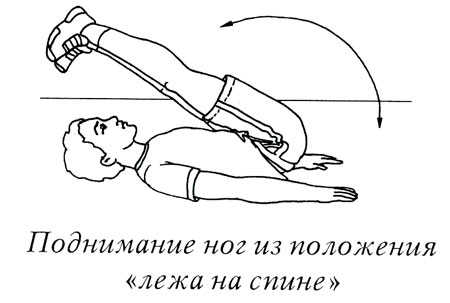 Поднимание ног из положения
«лежа на спине»